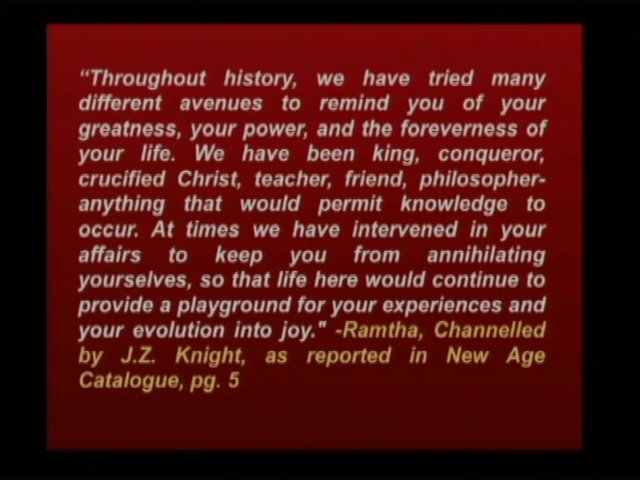 “Throughout history, we have tried many
different avenues to remind you of your
greatness, your power, and the foreverness of
your life. We have been king, conqueror,
crucified Christ, teacher, friend, philosopher-
anything that would permit knowledge to
occur. At times we have intervened in your
affairs to keep you from annihilating
yourselves, so that life here would continue to
provide a playground for your experiences and
your evolution into joy." -Ramtha, Channelled
by J.Z. Knight, as reported in New Age
Catalogue, pg. 5